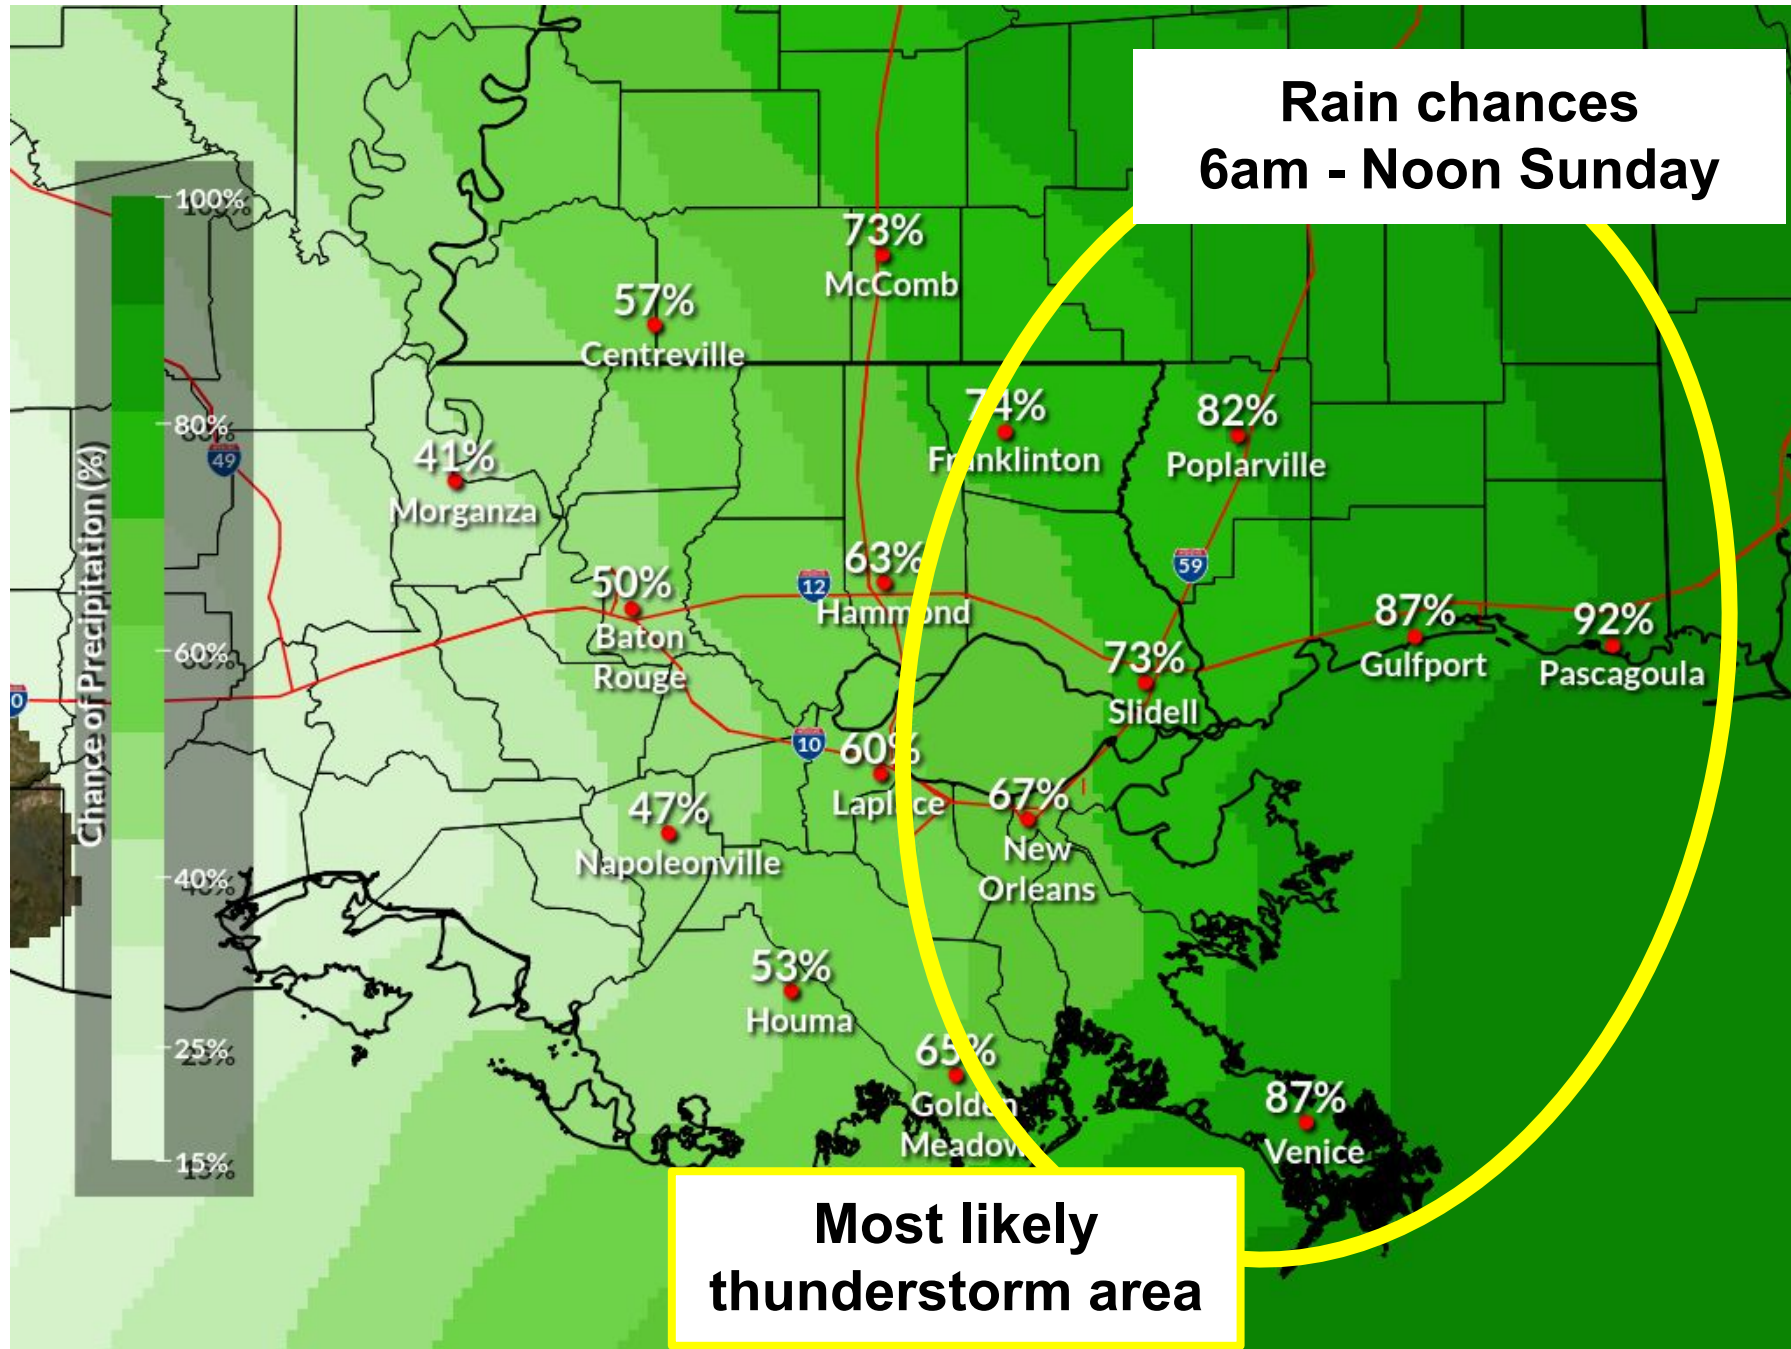 Rain chances
6am - Noon Sunday
100%
80%
60%
40%
25%
15%
Chance of Precipitation (%)
73%
McComb
57%
Centreville
74%
Franklinton
82%
Poplarville
41%
Morganza
49
50%
Baton
Rouge
12
63%
Hammond
59
87%
Gulfport
92%
Pascagoula
73%
Slidell
0
10
60%
Laplace
67%
New
Orleans
47%
Napoleonville
53%
Houma
65%
Golden
Meadow
87%
Venice
Most likely
thunderstorm area